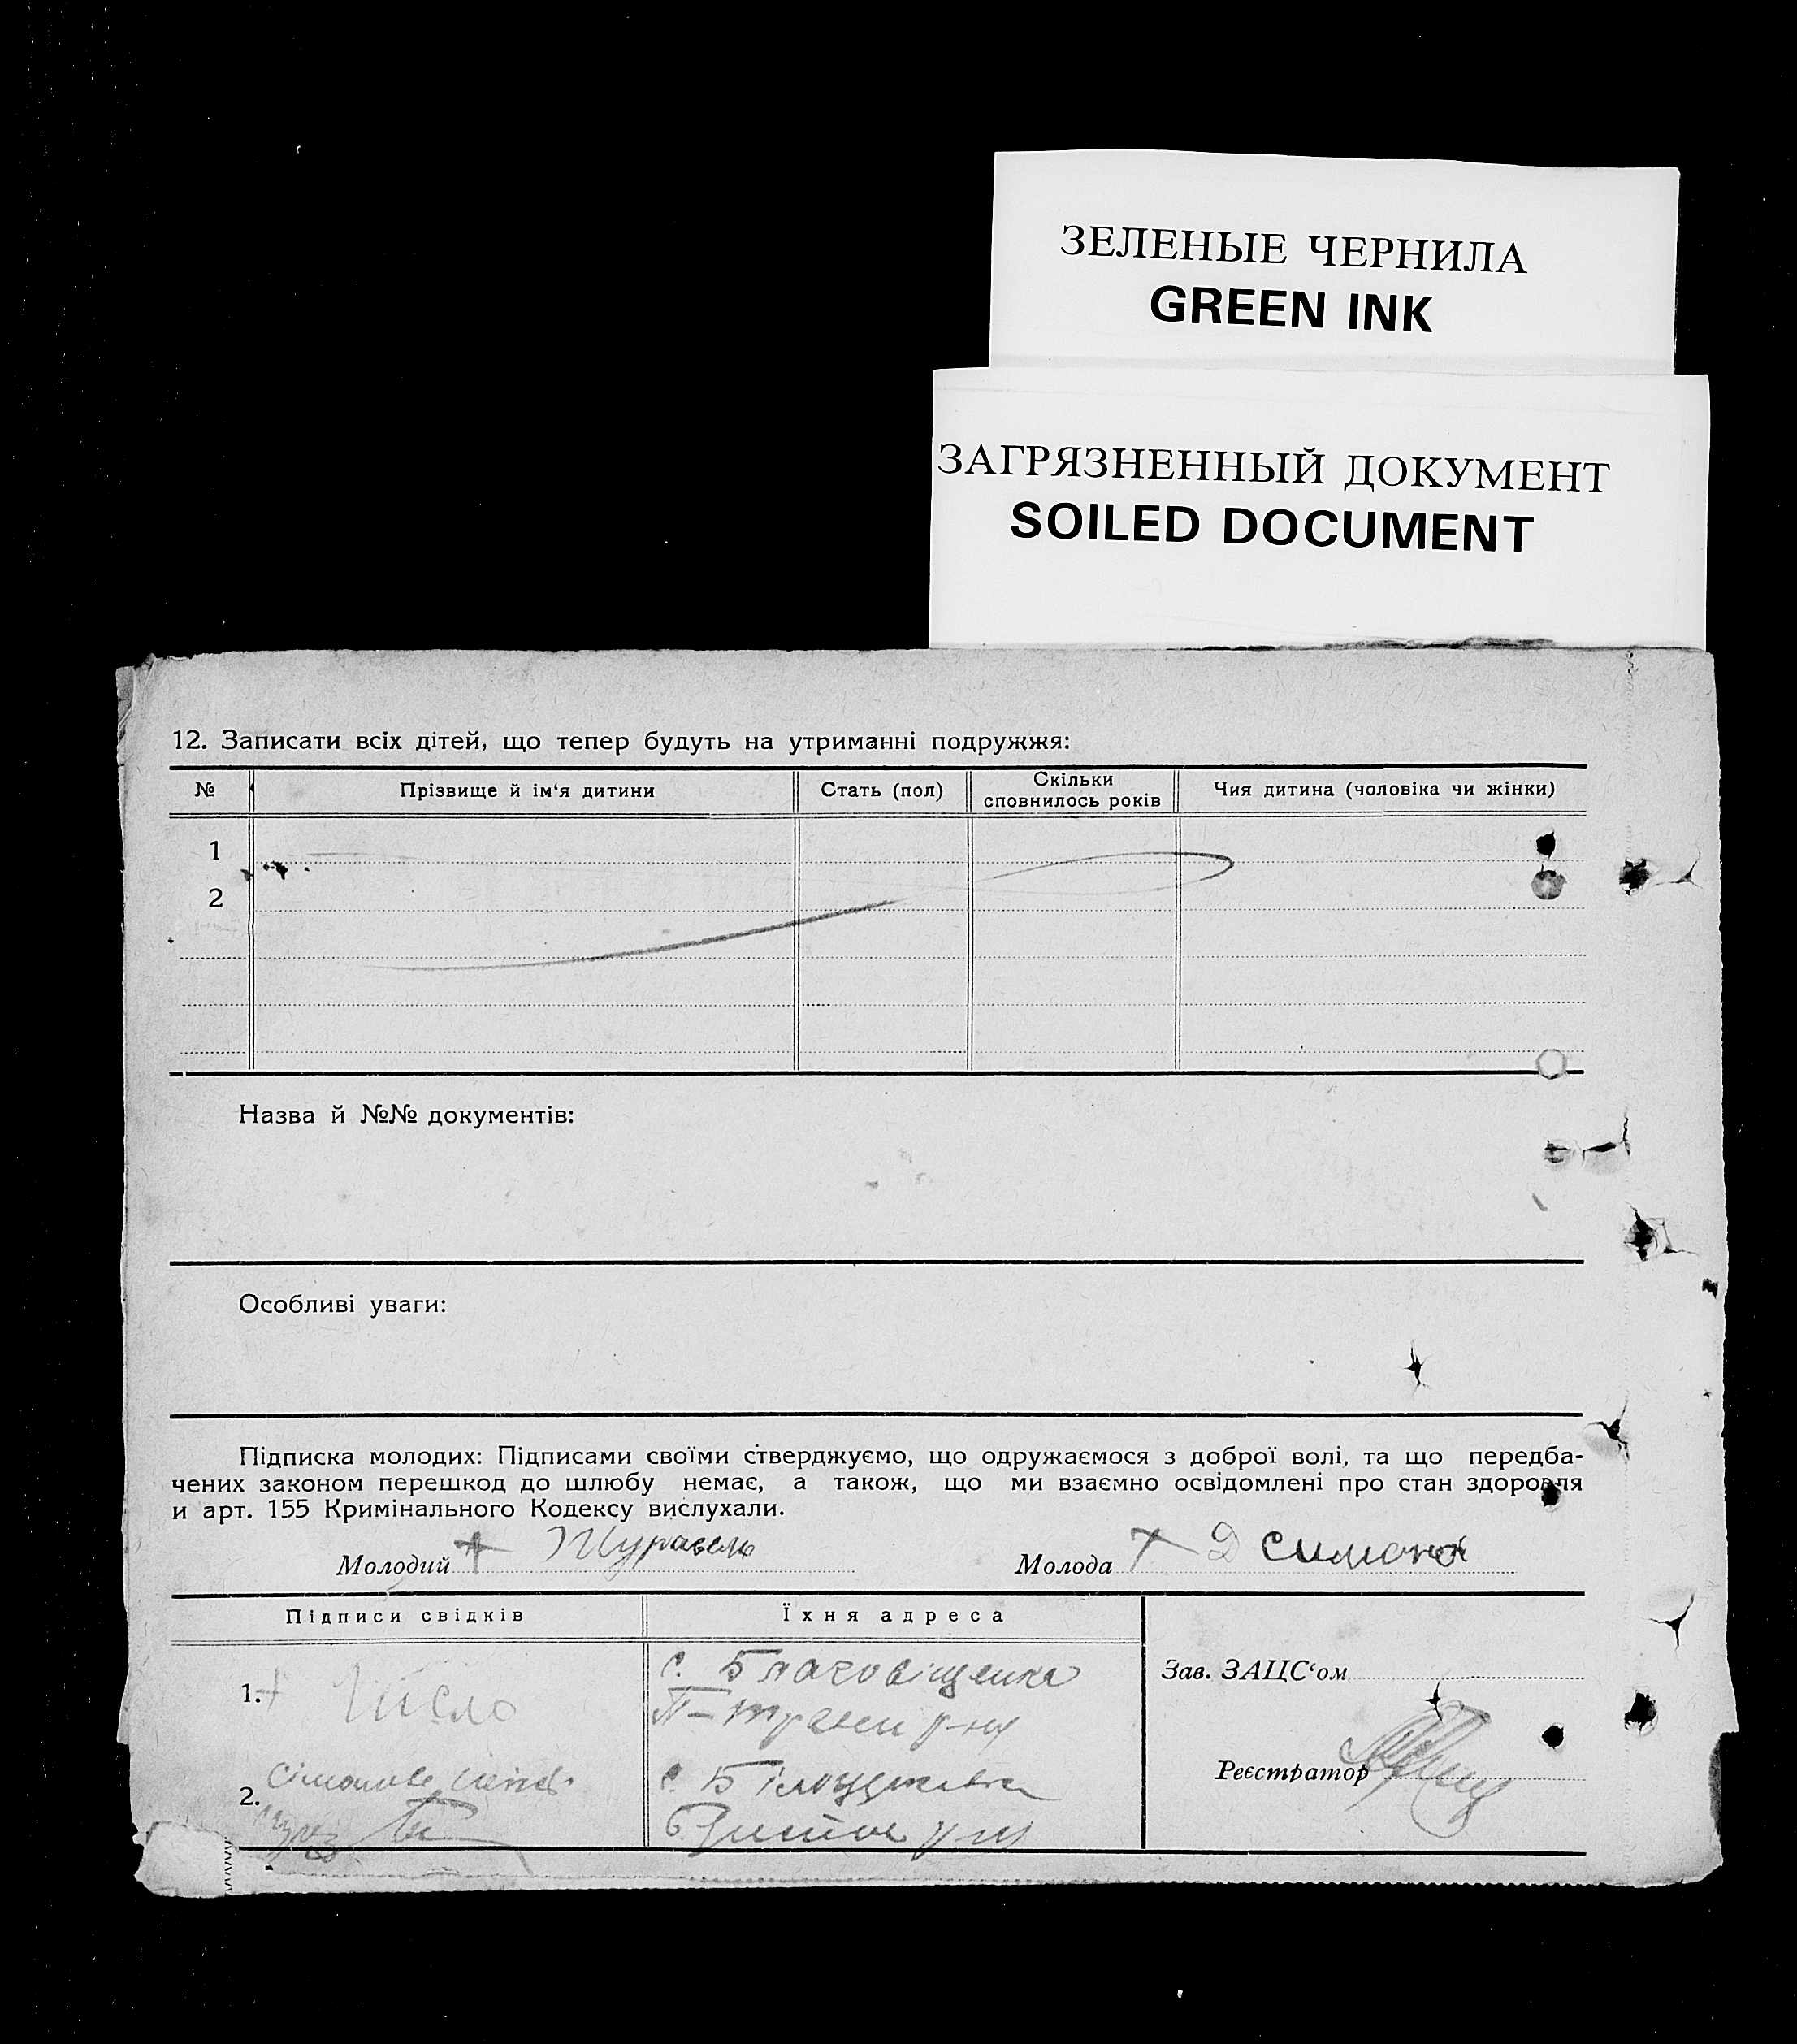 ЗЕЛЕНЫЕ ЧЕРНИЛА
GREEN INK
ЗАГРЯЗНЕННЫЙ ДОКУМЕНТ
SOILED DOCUMENT
12. Записати всіх дітей, що тепер будуть на утриманні подружжя:
№ Прізвище й ім‘я дитини Стать (пол) Скільки сповнилось років Чия дитина (чоловіка чи жінки)
1
2
Назва й №№ документів:
Особливі уваги:
Підписка молодих: Підписами своїми стверджуємо, що одружаємося з доброї волі, та що передба-
чених законом перешкод до шлюбу немає, а також, що ми взаємно освідомлені про стан здоровля
и арт. 155 Кримінального Кодексу вислухали.
Молодий + Журавель Молода + Д
Підписи свідків Їхня адреса
1. + с. Благовіщенка
Зав. ЗАЦС‘ом
2. с.
Реєстратор